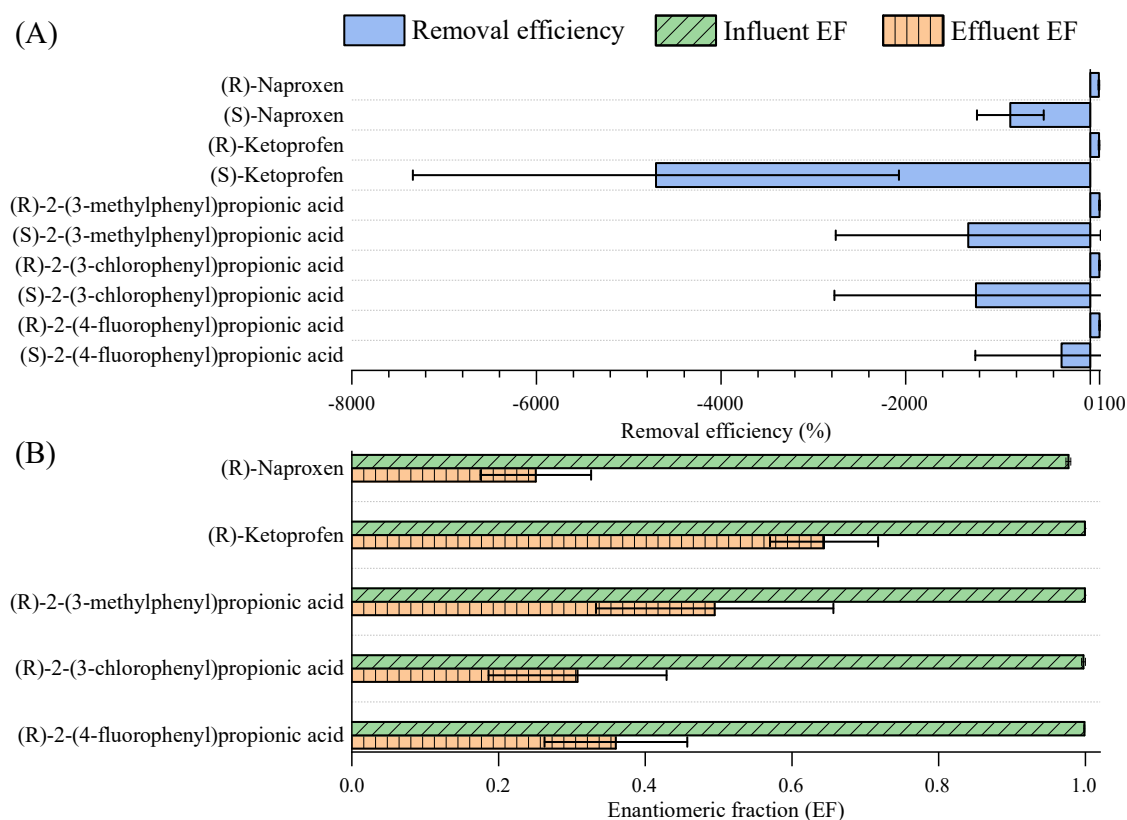 (A)
Removal efficiency
Influent EF
Effluent EF
(R)-Naproxen
(S)-Naproxen
(R)-Ketoprofen
(S)-Ketoprofen
(R)-2-(3-methylphenyl)propionic acid
(S)-2-(3-methylphenyl)propionic acid
(R)-2-(3-chlorophenyl)propionic acid
(S)-2-(3-chlorophenyl)propionic acid
(R)-2-(4-fluorophenyl)propionic acid
(S)-2-(4-fluorophenyl)propionic acid
-8000 -6000 -4000 -2000 0 100
Removal efficiency (%)
(B)
(R)-Naproxen
(R)-Ketoprofen
(R)-2-(3-methylphenyl)propionic acid
(R)-2-(3-chlorophenyl)propionic acid
(R)-2-(4-fluorophenyl)propionic acid
0.0 0.2 0.4 0.6 0.8 1.0
Enantiomeric fraction (EF)